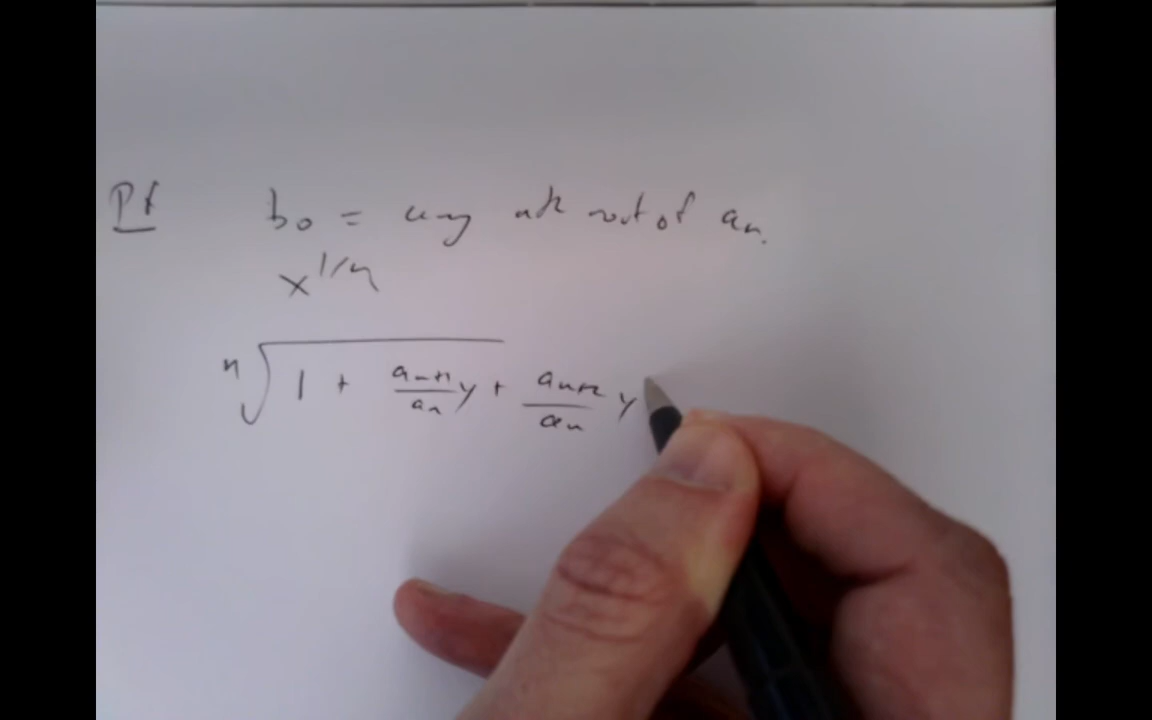 Pf b₀ = any nth root of aₙ.
x^{1/n}
ⁿ√(1 + (aₙ₊₁/aₙ)y + (aₙ₊₂/aₙ)y